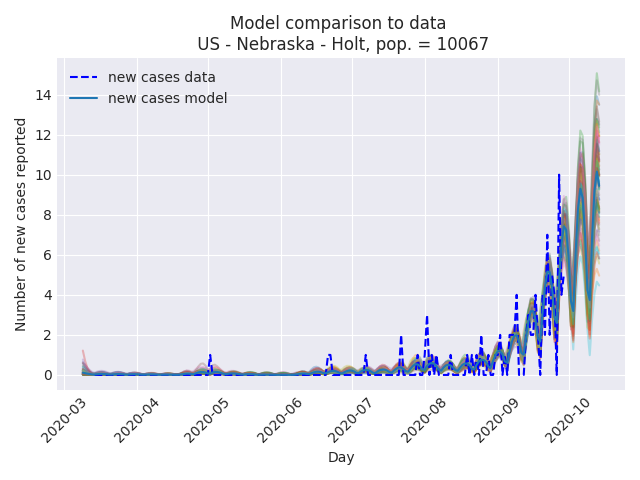 Model comparison to data
US - Nebraska - Holt, pop. = 10067
new cases data
new cases model
Number of new cases reported
14
12
10
8
6
4
2
0
2020-03
2020-04
2020-05
2020-06
2020-07
2020-08
2020-09
2020-10
Day